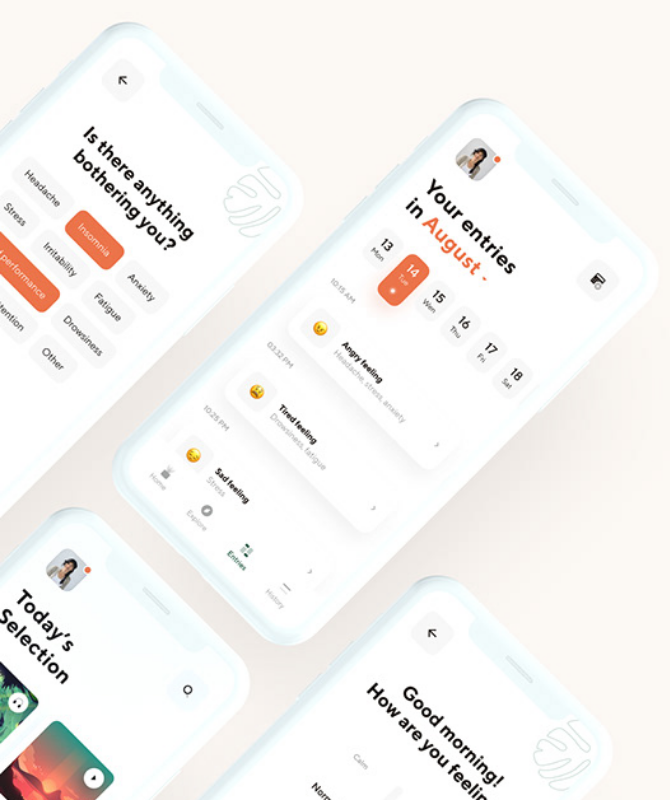 Is there anything
bothering you?
Headache
Insomnia
Anxiety
Stress
Irritability
Fatigue
performance
Drowsiness
Other
Your entries
in August
13
Mon
14
Tue
15
Wen
16
Thu
17
Fri
18
Sat
10:15 AM
Angry feeling
Headache, stress, anxiety
03:32 PM
Tired feeling
Drowsiness, fatigue
10:25 PM
Sad feeling
Stress
Home
Explore
Entries
History
Today's
Selection
Good morning!
How are you feelin
Calm